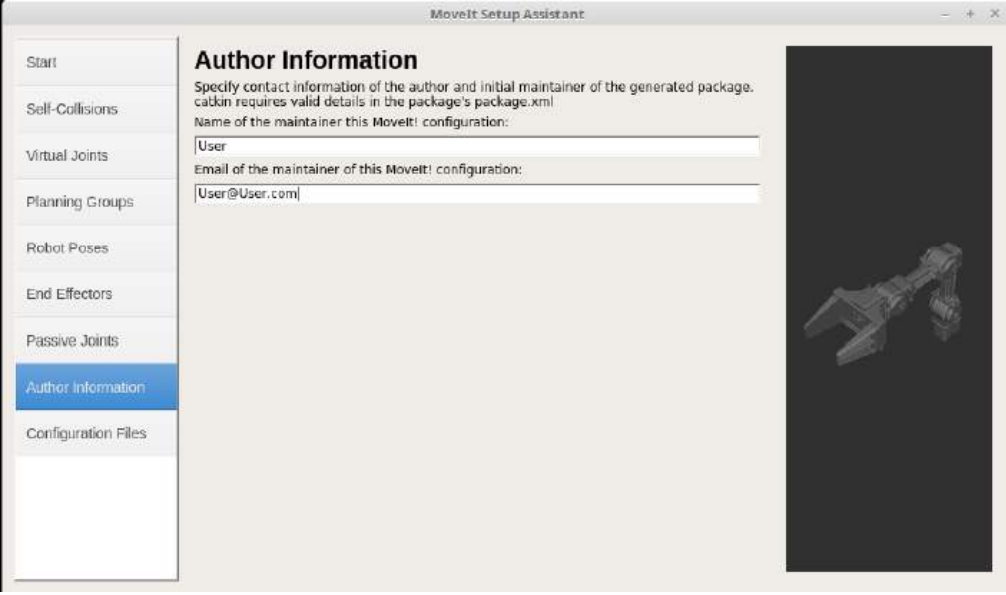 MoveIt Setup Assistant
Start
Self-Collisions
Virtual Joints
Planning Groups
Robot Poses
End Effectors
Passive Joints
Author Information
Configuration Files
Author Information
Specify contact information of the author and initial maintainer of the generated package.
catkin requires valid details in the package's package.xml
Name of the maintainer this MoveIt! configuration:
User
Email of the maintainer of this MoveIt! configuration:
User@User.com